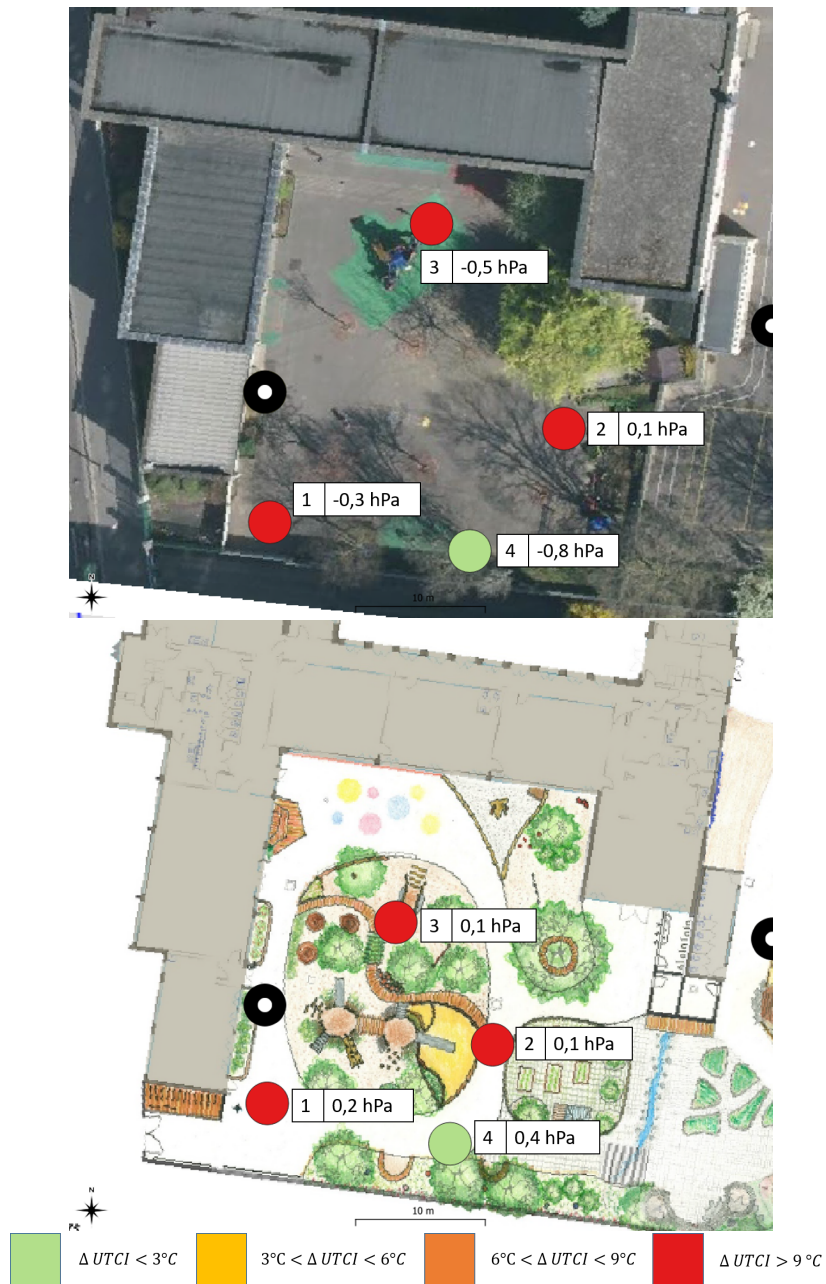 3 -0,5 hPa
2 0,1 hPa
1 -0,3 hPa
4 -0,8 hPa
10 m
3 0,1 hPa
2 0,1 hPa
1 0,2 hPa
4 0,4 hPa
N
10 m
Δ UTCI < 3°C
3°C < Δ UTCI < 6°C
6°C < Δ UTCI < 9°C
Δ UTCI > 9 °C